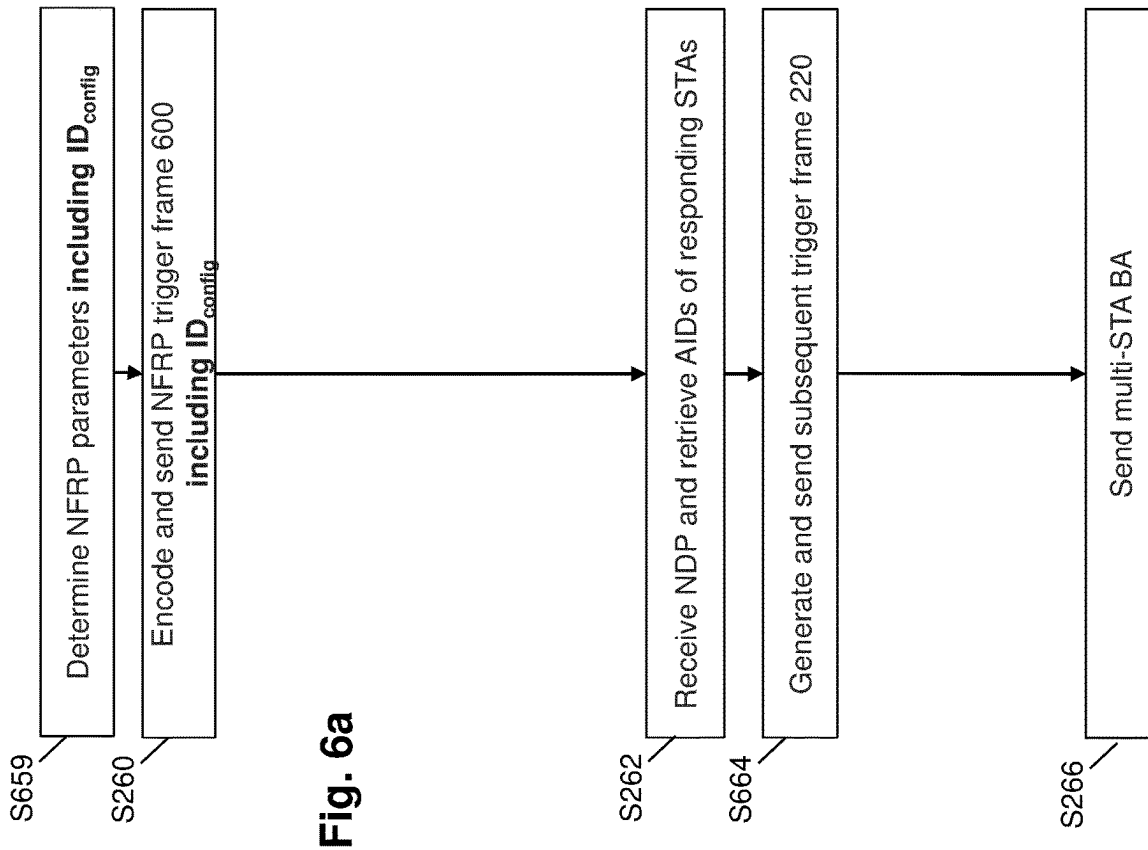 S659
Determine NFRP parameters including ID_config
S260
Encode and send NFRP trigger frame 600
including ID_config
Fig. 6a
S262
Receive NDP and retrieve AIDs of responding STAs
S664
Generate and send subsequent trigger frame 220
S266
Send multi-STA BA